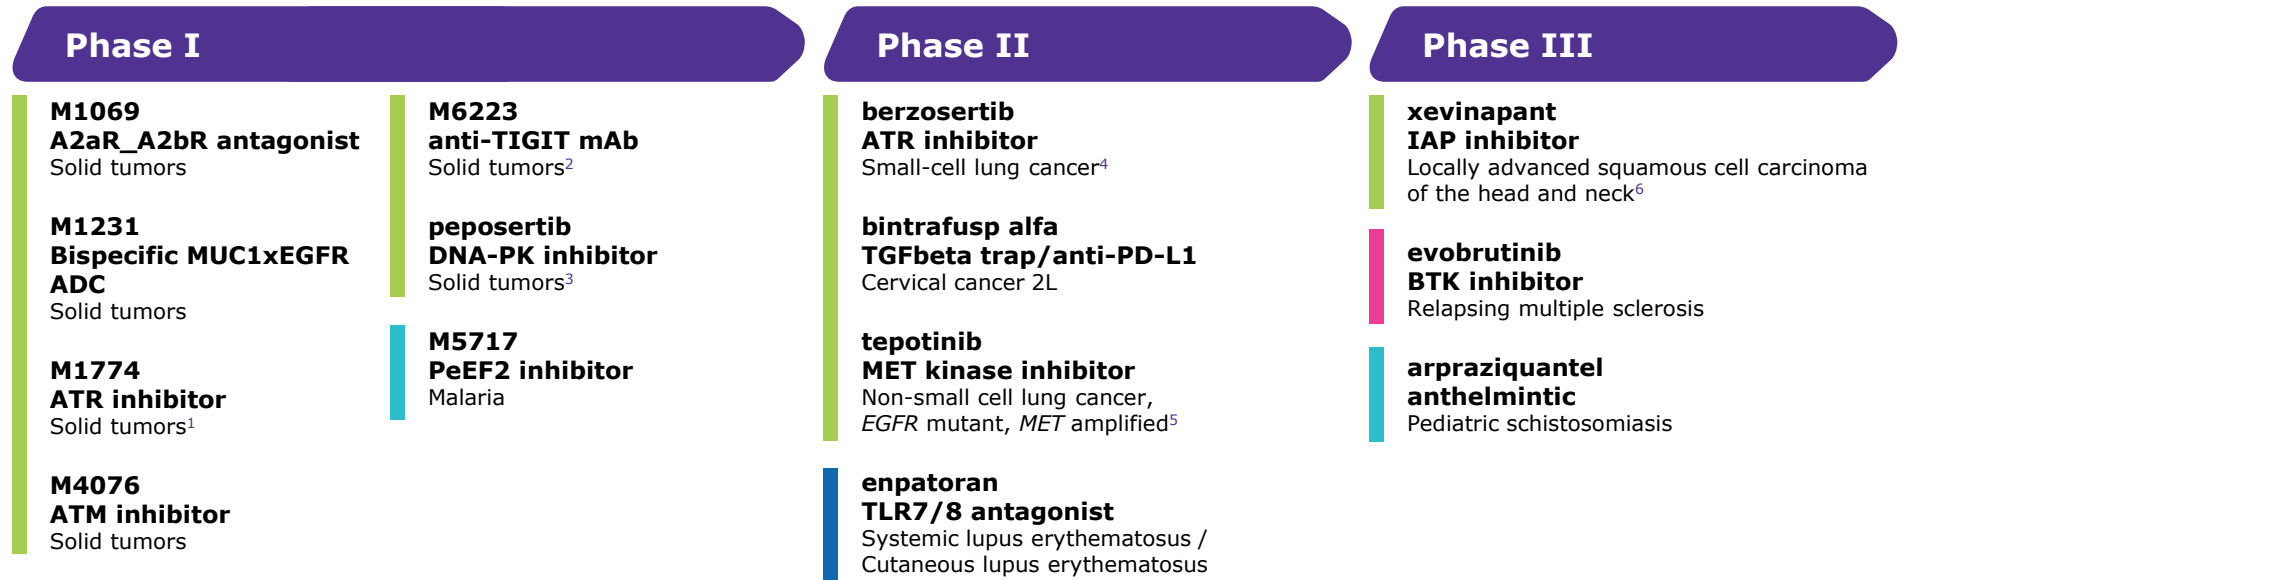 Phase I
M1069
A2aR_A2bR antagonist
Solid tumors
M1231
Bispecific MUC1xEGFR
ADC
Solid tumors
M1774
ATR inhibitor
Solid tumors¹
M4076
ATM inhibitor
Solid tumors
M6223
anti-TIGIT mAb
Solid tumors²
peposertib
DNA-PK inhibitor
Solid tumors³
M5717
PeEF2 inhibitor
Malaria
Phase II
berzosertib
ATR inhibitor
Small-cell lung cancer⁴
bintrafusp alfa
TGFbeta trap/anti-PD-L1
Cervical cancer 2L
tepotinib
MET kinase inhibitor
Non-small cell lung cancer,
EGFR mutant, MET amplified⁵
enpatoran
TLR7/8 antagonist
Systemic lupus erythematosus /
Cutaneous lupus erythematosus
Phase III
xevinapant
IAP inhibitor
Locally advanced squamous cell carcinoma
of the head and neck⁶
evobrutinib
BTK inhibitor
Relapsing multiple sclerosis
arpraziquantel
anthelmintic
Pediatric schistosomiasis